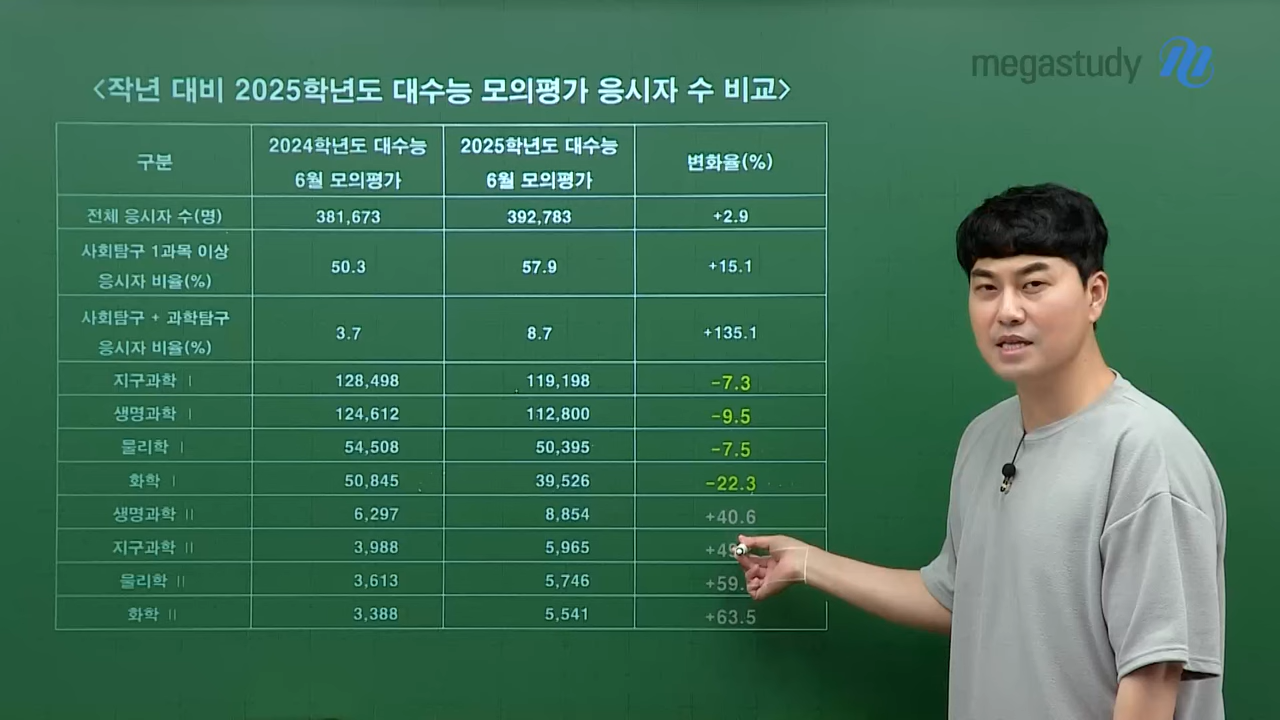 megastudy
<작년 대비 2025학년도 대수능 모의평가 응시자 수 비교>
구분 2024학년도 대수능 6월 모의평가 2025학년도 대수능 6월 모의평가 변화율(%)
전체 응시자 수(명) 381,673 392,783 +2.9
사회탐구 1과목 이상 응시자 비율(%) 50.3 57.9 +15.1
사회탐구 + 과학탐구 응시자 비율(%) 3.7 8.7 +135.1
지구과학 Ⅰ 128,498 119,198 -7.3
생명과학 Ⅰ 124,612 112,800 -9.5
물리학 Ⅰ 54,508 50,395 -7.5
화학 Ⅰ 50,845 39,526 -22.3
생명과학 Ⅱ 6,297 8,854 +40.6
지구과학 Ⅱ 3,988 5,965
물리학 Ⅱ 3,613 5,746
화학 Ⅱ 3,388 5,541 +63.5